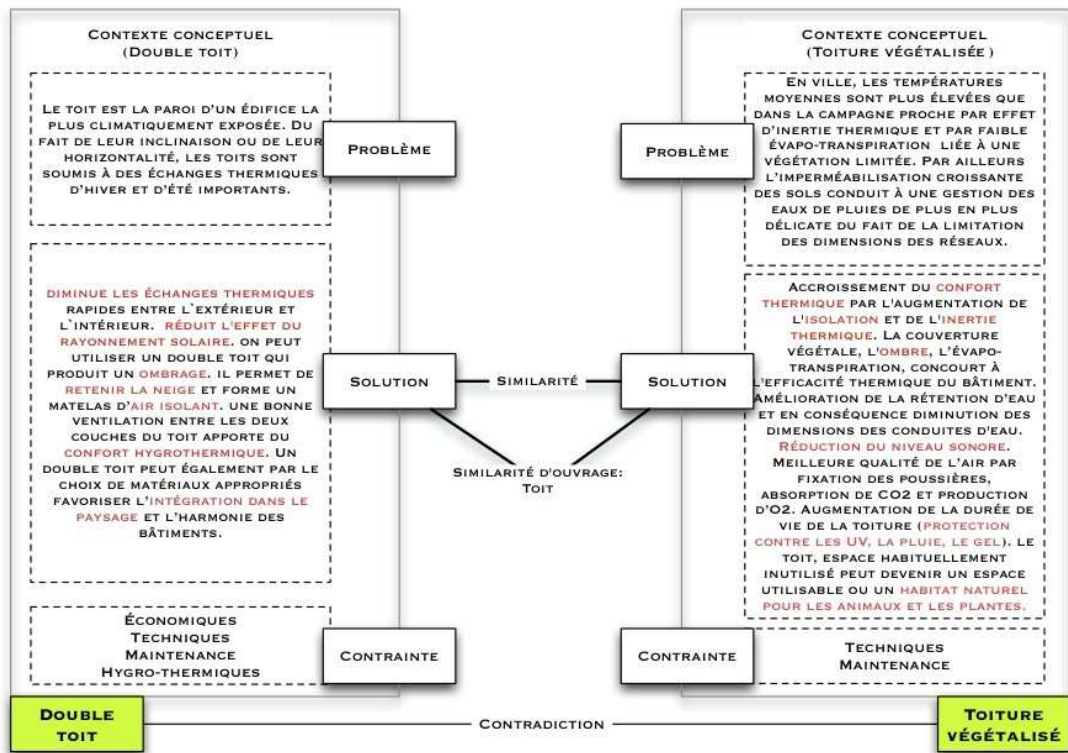 Contexte conceptuel
(Double toit)
Le toit est la paroi d'un édifice la
plus climatiquement exposée. Du
fait de leur inclinaison ou de leur
horizontalité, les toits sont
soumis à des échanges thermiques
d'hiver et d'été importants.
Problème
diminue les échanges thermiques
rapides entre l`extérieur et
l`intérieur. réduit l'effet du
rayonnement solaire. on peut
utiliser un double toit qui
produit un ombrage. il permet de
retenir la neige et forme un
matelas d'air isolant. une bonne
ventilation entre les deux
couches du toit apporte du
confort hygrothermique. Un
double toit peut également par le
choix de matériaux appropriés
favoriser l'intégration dans le
paysage et l'harmonie des
bâtiments.
Solution
Économiques
Techniques
Maintenance
Hygro-thermiques
Contrainte
Double
toit
Similarité
Similarité d'ouvrage:
Toit
Contradiction
Contexte conceptuel
(Toiture végétalisée )
En ville, les températures
moyennes sont plus élevées que
dans la campagne proche par effet
d'inertie thermique et par faible
évapo-transpiration liée à une
végétation limitée. Par ailleurs
l'imperméabilisation croissante
des sols conduit à une gestion des
eaux de pluies de plus en plus
délicate du fait de la limitation
des dimensions des réseaux.
Problème
Accroissement du confort
thermique par l'augmentation de
l'isolation et de l'inertie
thermique. La couverture
végétale, l'ombre, l'évapo-
transpiration, concourt à
l'efficacité thermique du bâtiment.
Amélioration de la rétention d'eau
et en conséquence diminution des
dimensions des conduites d'eau.
Réduction du niveau sonore.
Meilleure qualité de l'air par
fixation des poussières,
absorption de CO2 et production
d'O2. Augmentation de la durée de
vie de la toiture (protection
contre les UV, la pluie, le gel). le
toit, espace habituellement
inutilisé peut devenir un espace
utilisable ou un habitat naturel
pour les animaux et les plantes.
Solution
Techniques
Maintenance
Contrainte
Toiture
végétalisé